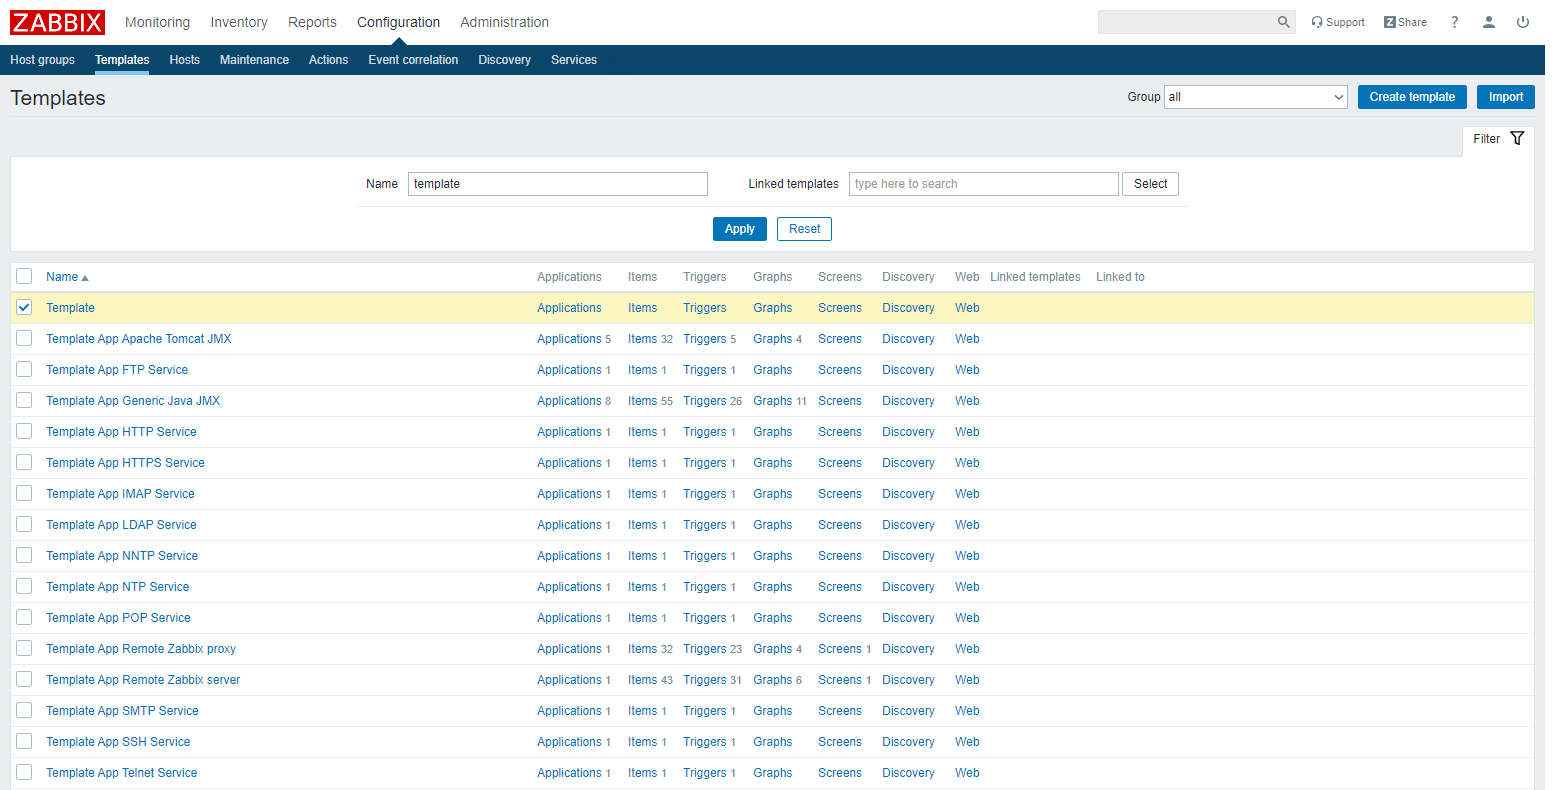 ZABBIX Monitoring Inventory Reports Configuration Administration Support Z Share ?
Host groups Templates Hosts Maintenance Actions Event correlation Discovery Services
Templates Group all Create template Import
Filter
Name template Linked templates type here to search Select
Apply Reset
Name Applications Items Triggers Graphs Screens Discovery Web Linked templates Linked to
Template Applications Items Triggers Graphs Screens Discovery Web
Template App Apache Tomcat JMX Applications 5 Items 32 Triggers 5 Graphs 4 Screens Discovery Web
Template App FTP Service Applications 1 Items 1 Triggers 1 Graphs Screens Discovery Web
Template App Generic Java JMX Applications 8 Items 55 Triggers 26 Graphs 11 Screens Discovery Web
Template App HTTP Service Applications 1 Items 1 Triggers 1 Graphs Screens Discovery Web
Template App HTTPS Service Applications 1 Items 1 Triggers 1 Graphs Screens Discovery Web
Template App IMAP Service Applications 1 Items 1 Triggers 1 Graphs Screens Discovery Web
Template App LDAP Service Applications 1 Items 1 Triggers 1 Graphs Screens Discovery Web
Template App NNTP Service Applications 1 Items 1 Triggers 1 Graphs Screens Discovery Web
Template App NTP Service Applications 1 Items 1 Triggers 1 Graphs Screens Discovery Web
Template App POP Service Applications 1 Items 1 Triggers 1 Graphs Screens Discovery Web
Template App Remote Zabbix proxy Applications 1 Items 32 Triggers 23 Graphs 4 Screens 1 Discovery Web
Template App Remote Zabbix server Applications 1 Items 43 Triggers 31 Graphs 6 Screens 1 Discovery Web
Template App SMTP Service Applications 1 Items 1 Triggers 1 Graphs Screens Discovery Web
Template App SSH Service Applications 1 Items 1 Triggers 1 Graphs Screens Discovery Web
Template App Telnet Service Applications 1 Items 1 Triggers 1 Graphs Screens Discovery Web